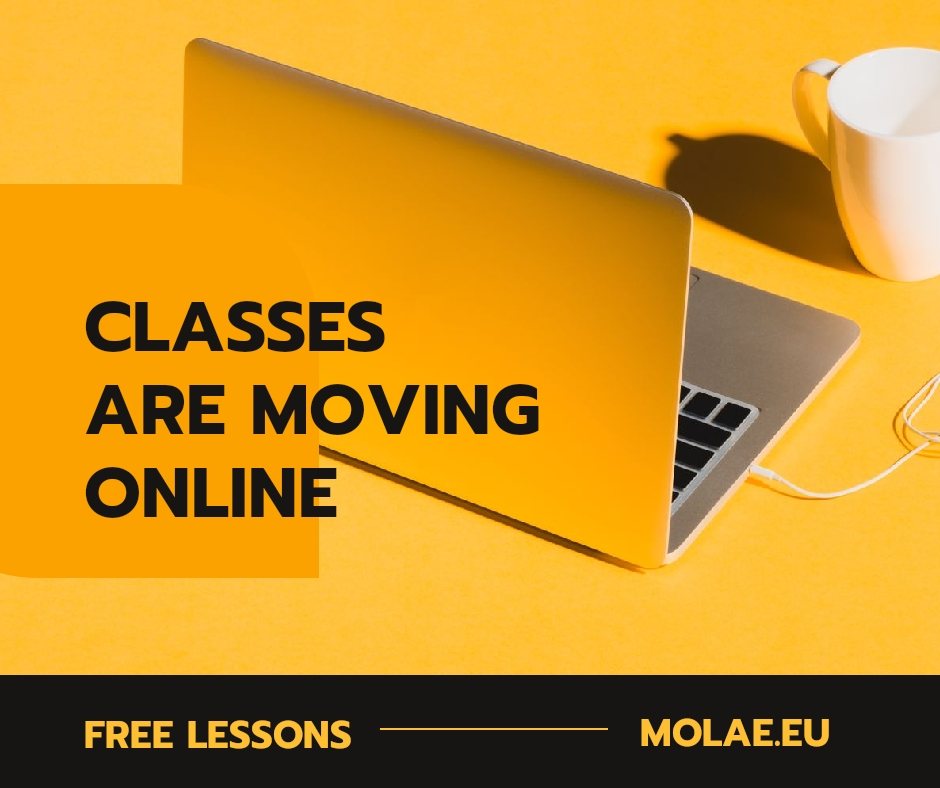 CLASSES
ARE MOVING
ONLINE
FREE LESSONS
MOLAE.EU